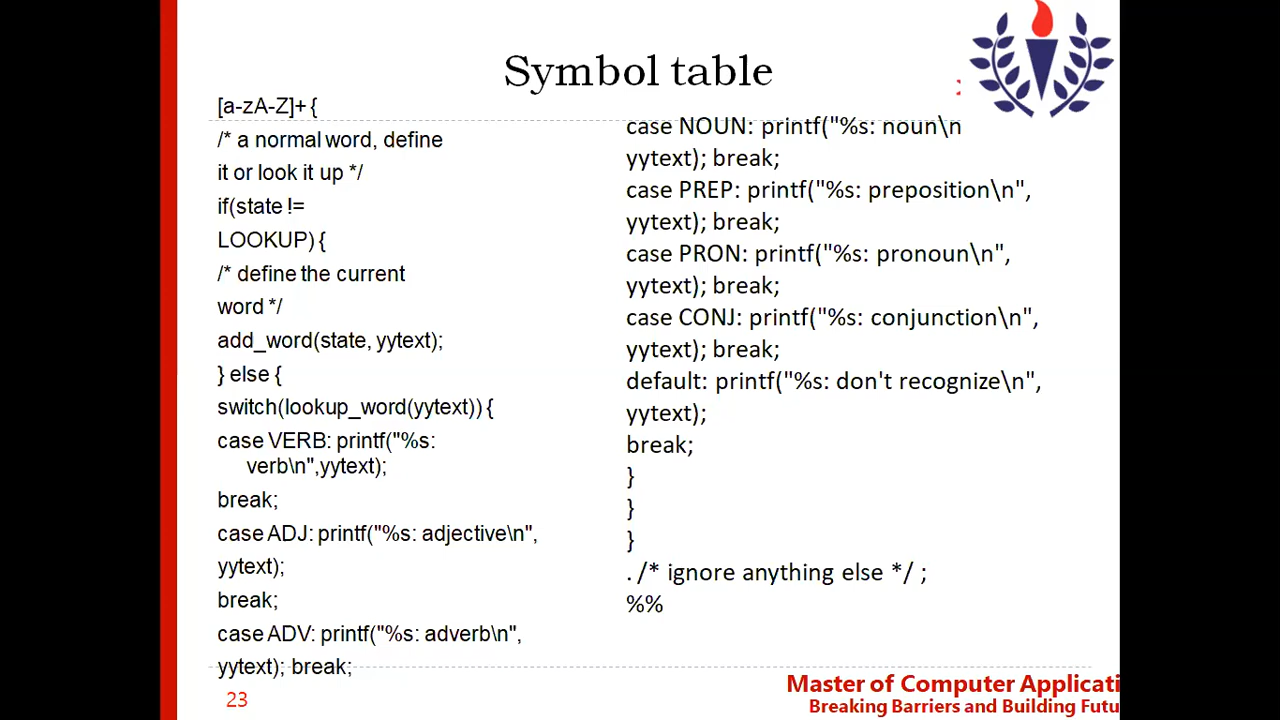 Symbol table
[a-zA-Z]+ {
/* a normal word, define
it or look it up */
if(state !=
LOOKUP) {
/* define the current
word */
add_word(state, yytext);
} else {
switch(lookup_word(yytext)) {
case VERB: printf("%s:
verb\n",yytext);
break;
case ADJ: printf("%s: adjective\n",
yytext);
break;
case ADV: printf("%s: adverb\n",
yytext); break;
case NOUN: printf("%s: noun\n
yytext); break;
case PREP: printf("%s: preposition\n",
yytext); break;
case PRON: printf("%s: pronoun\n",
yytext); break;
case CONJ: printf("%s: conjunction\n",
yytext); break;
default: printf("%s: don't recognize\n",
yytext);
break;
}
}
}
. /* ignore anything else */ ;
%%
23
Master of Computer Applicati
Breaking Barriers and Building Futu